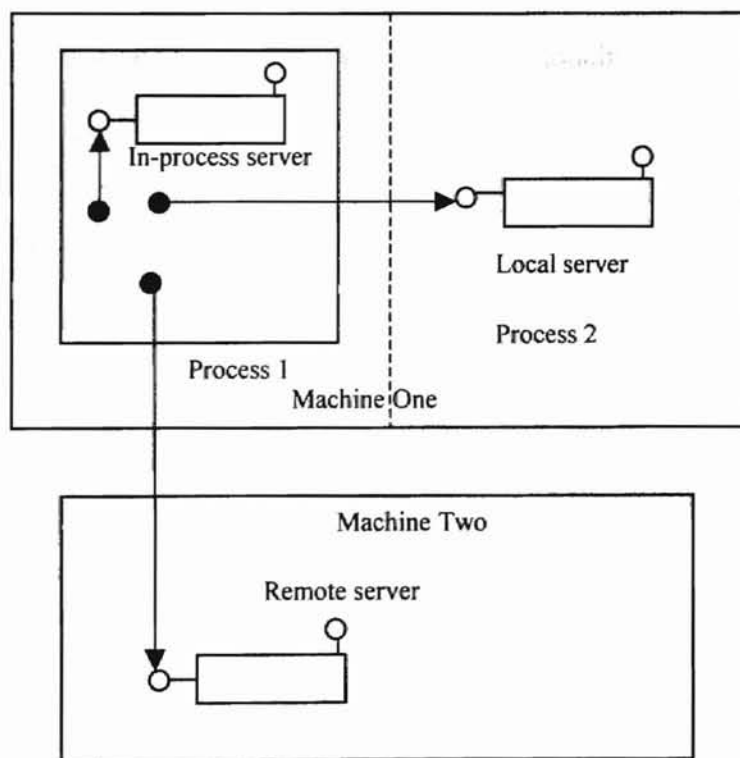 In-process server
Local server
Process 2
Process 1
Machine One
Machine Two
Remote server